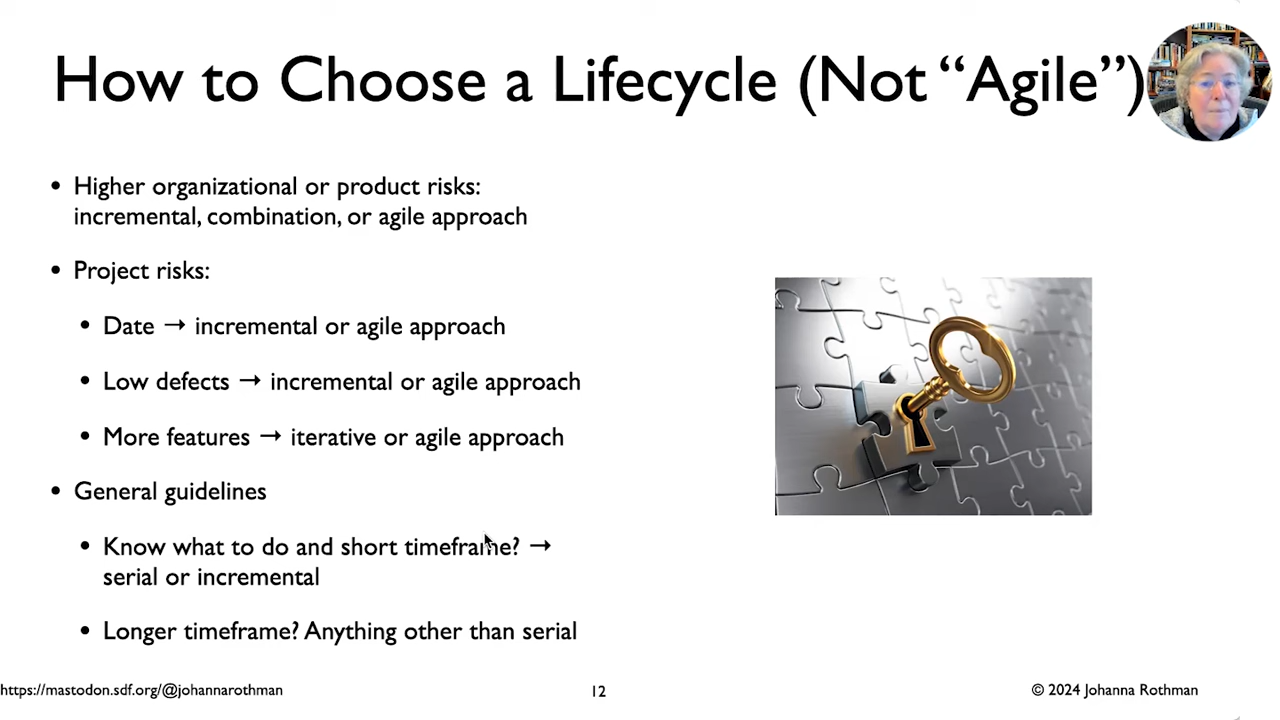 How to Choose a Lifecycle (Not “Agile”)
• Higher organizational or product risks:
incremental, combination, or agile approach
• Project risks:
• Date → incremental or agile approach
• Low defects → incremental or agile approach
• More features → iterative or agile approach
• General guidelines
• Know what to do and short timeframe? →
serial or incremental
• Longer timeframe? Anything other than serial
https://mastodon.sdf.org/@johannarothman
12
© 2024 Johanna Rothman